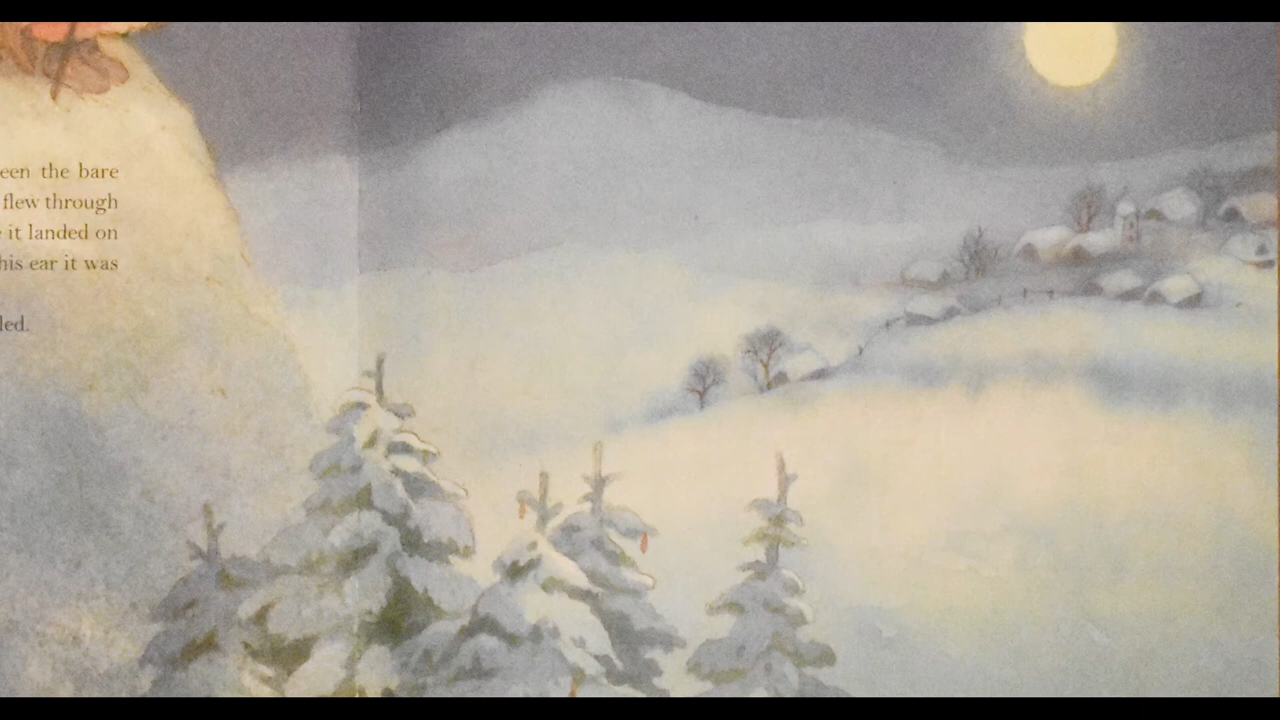 een the bare
flew through
it landed on
his ear it was
led.